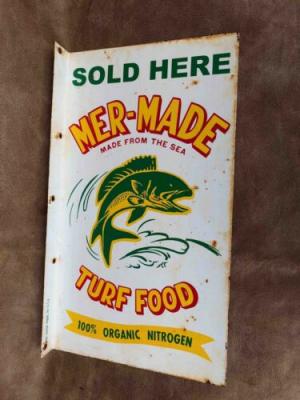 SOLD HERE
MER-MADE
MADE FROM THE SEA
TURF FOOD
100% ORGANIC NITROGEN